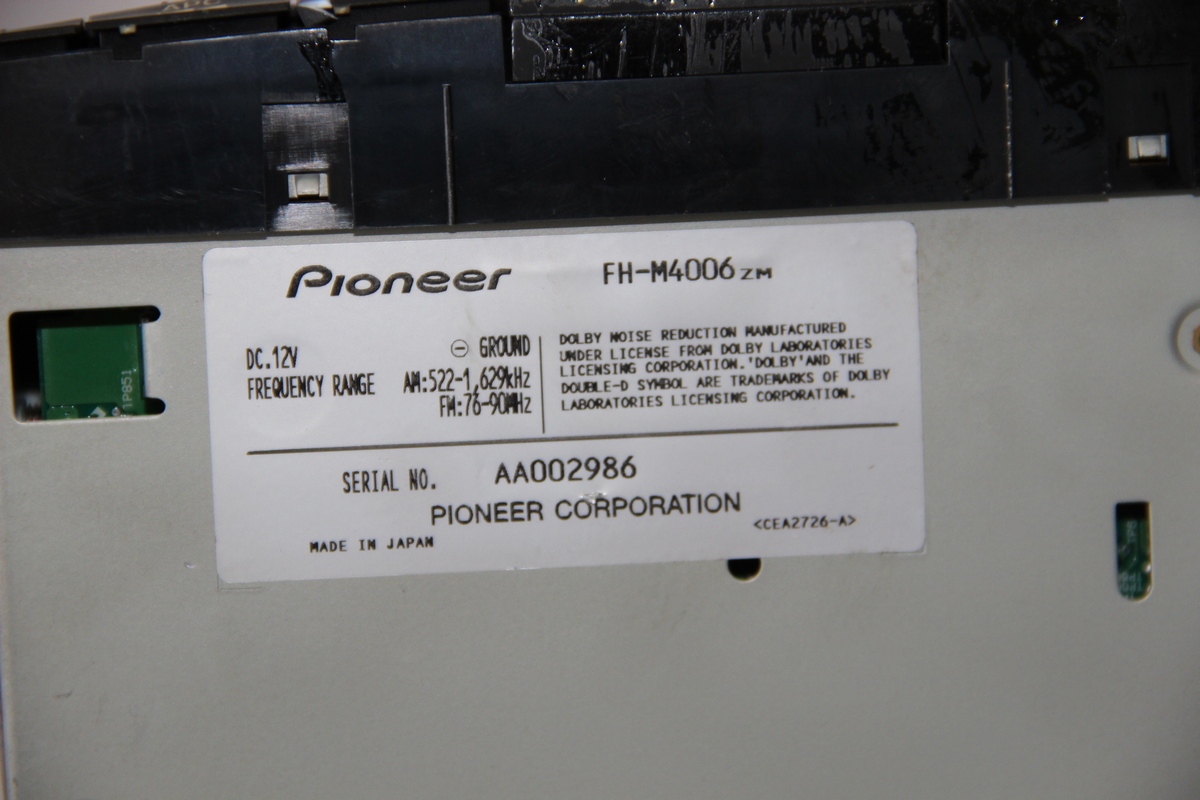 Pioneer FH-M4006 ZM
DC.12V ⊖ GROUND
FREQUENCY RANGE AM:522-1,629kHz
FM:76-90MHz
DOLBY NOISE REDUCTION MANUFACTURED
UNDER LICENSE FROM DOLBY LABORATORIES
LICENSING CORPORATION.'DOLBY'AND THE
DOUBLE-D SYMBOL ARE TRADEMARKS OF DOLBY
LABORATORIES LICENSING CORPORATION.
SERIAL NO. AA002986
PIONEER CORPORATION
<CEA2726-A>
MADE IN JAPAN